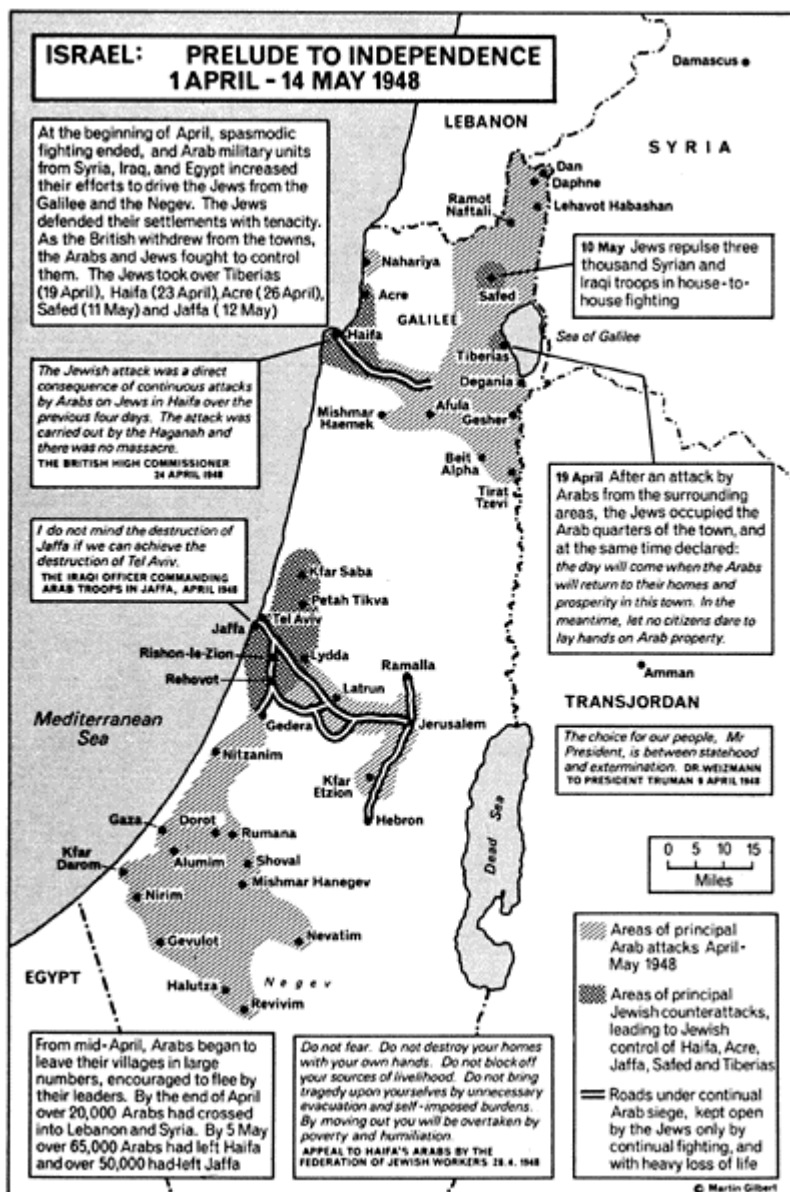 ISRAEL: PRELUDE TO INDEPENDENCE
1 APRIL - 14 MAY 1948
Damascus
LEBANON
SYRIA
At the beginning of April, spasmodic
fighting ended, and Arab military units
from Syria, Iraq, and Egypt increased
their efforts to drive the Jews from the
Galilee and the Negev. The Jews
defended their settlements with tenacity.
As the British withdrew from the towns,
the Arabs and Jews fought to control
them. The Jews took over Tiberias
(19 April), Haifa (23 April), Acre (26 April),
Safed (11 May) and Jaffa (12 May)
Dan
Daphne
Lehavot Habashan
Ramot
Naftali
10 May Jews repulse three
thousand Syrian and
Iraqi troops in house-to-
house fighting
Nahariya
Acre
Safed
GALILEE
Haifa
Sea of Galilee
Tiberias
Degania
The Jewish attack was a direct
consequence of continuous attacks
by Arabs on Jews in Haifa over the
previous four days. The attack was
carried out by the Haganah and
there was no massacre.
THE BRITISH HIGH COMMISSIONER
24 APRIL 1948
Mishmar
Haemek
Afula
Gesher
Beit
Alpha
Tirat
Tzevi
19 April After an attack by
Arabs from the surrounding
areas, the Jews occupied the
Arab quarters of the town, and
at the same time declared:
the day will come when the Arabs
will return to their homes and
prosperity in this town. In the
meantime, let no citizens dare to
lay hands on Arab property.
I do not mind the destruction of
Jaffa if we can achieve the
destruction of Tel Aviv.
THE IRAQI OFFICER COMMANDING
ARAB TROOPS IN JAFFA, APRIL 1948
Kfar Saba
Petah Tikva
Jaffa
Tel Aviv
Rishon-le-Zion
Lydda
Ramalla
Rehovot
Latrun
Amman
TRANSJORDAN
Mediterranean
Sea
Gedera
Jerusalem
Nitzanim
The choice for our people, Mr
President, is between statehood
and extermination. DR. WEIZMANN
TO PRESIDENT TRUMAN 9 APRIL 1948
Kfar
Etzion
Hebron
Dead Sea
Gaza
Dorot
Rumana
Kfar
Darom
Alumim
Shoval
Mishmar Hanegev
Nirim
0 5 10 15
Miles
Gevulot
Nevatim
EGYPT
Halutza
Negev
Revivim
Areas of principal
Arab attacks April-
May 1948
Areas of principal
Jewish counterattacks,
leading to Jewish
control of Haifa, Acre,
Jaffa, Safed and Tiberias
Roads under continual
Arab siege, kept open
by the Jews only by
continual fighting, and
with heavy loss of life
From mid-April, Arabs began to
leave their villages in large
numbers, encouraged to flee by
their leaders. By the end of April
over 20,000 Arabs had crossed
into Lebanon and Syria. By 5 May
over 65,000 Arabs had left Haifa
and over 50,000 had left Jaffa
Do not fear. Do not destroy your homes
with your own hands. Do not block off
your sources of livelihood. Do not bring
tragedy upon yourselves by unnecessary
evacuation and self-imposed burdens.
By moving out you will be overtaken by
poverty and humiliation.
APPEAL TO HAIFA'S ARABS BY THE
FEDERATION OF JEWISH WORKERS 28.4. 1948
© Martin Gilbert